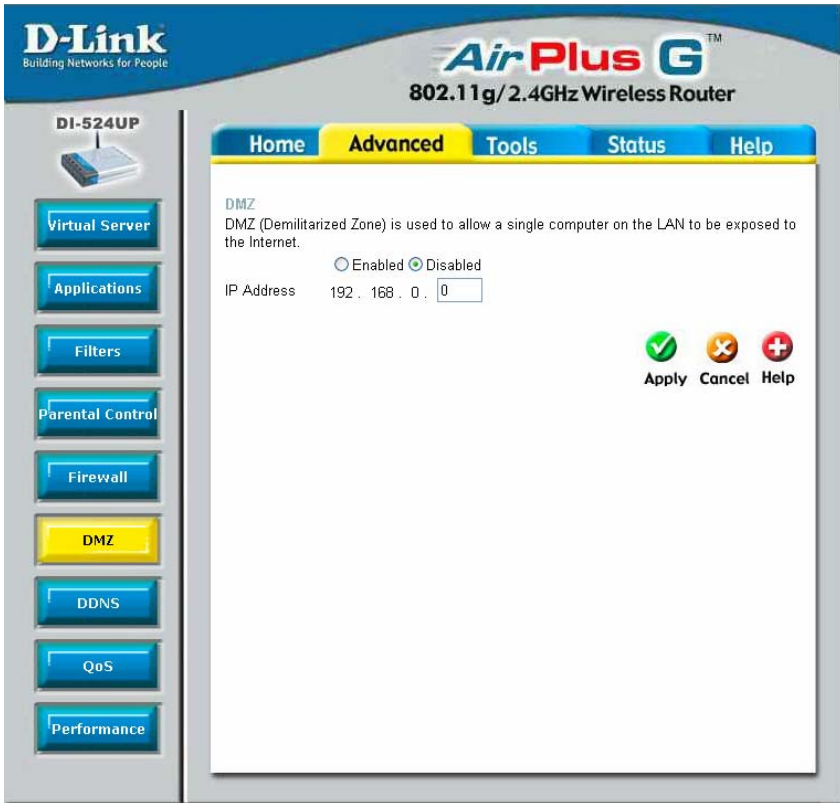 D-Link
Building Networks for People
Air Plus G™
802.11g/2.4GHz Wireless Router
DI-524UP
Home Advanced Tools Status Help
Virtual Server
Applications
Filters
Parental Control
Firewall
DMZ
DDNS
QoS
Performance
DMZ
DMZ (Demilitarized Zone) is used to allow a single computer on the LAN to be exposed to
the Internet.
Enabled Disabled
IP Address 192 . 168 . 0 . 0
Apply Cancel Help